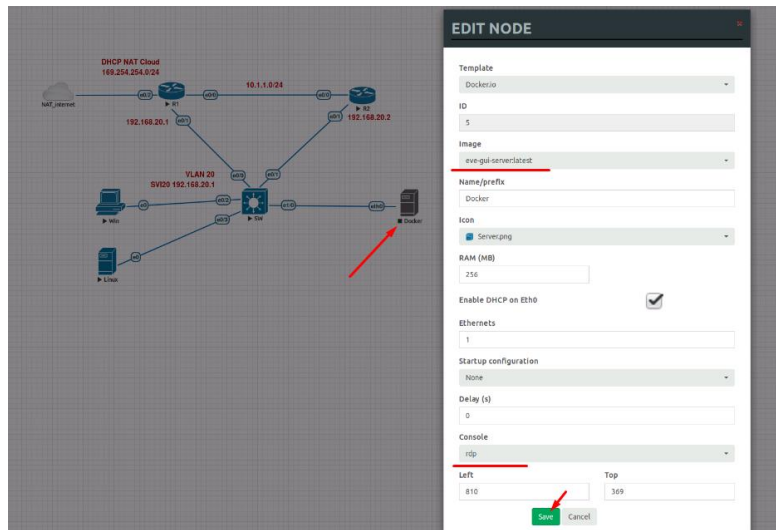 DHCP NAT Cloud
169.254.254.0/24
NAT_internet
e0/2
R1
e0/0
10.1.1.0/24
e0/0
R2
192.168.20.1
e0/1
e0/1
192.168.20.2
VLAN 20
SVI20 192.168.20.1
e0/0
e0/1
Win
e0
e0/2
SW
e1/0
eth0
Docker
e0/3
Linux
e0
EDIT NODE
Template
Docker.io
ID
5
Image
eve-gui-server:latest
Name/prefix
Docker
Icon
Server.png
RAM (MB)
256
Enable DHCP on Eth0
Ethernets
1
Startup configuration
None
Delay (s)
0
Console
rdp
Left
Top
810
369
Save
Cancel